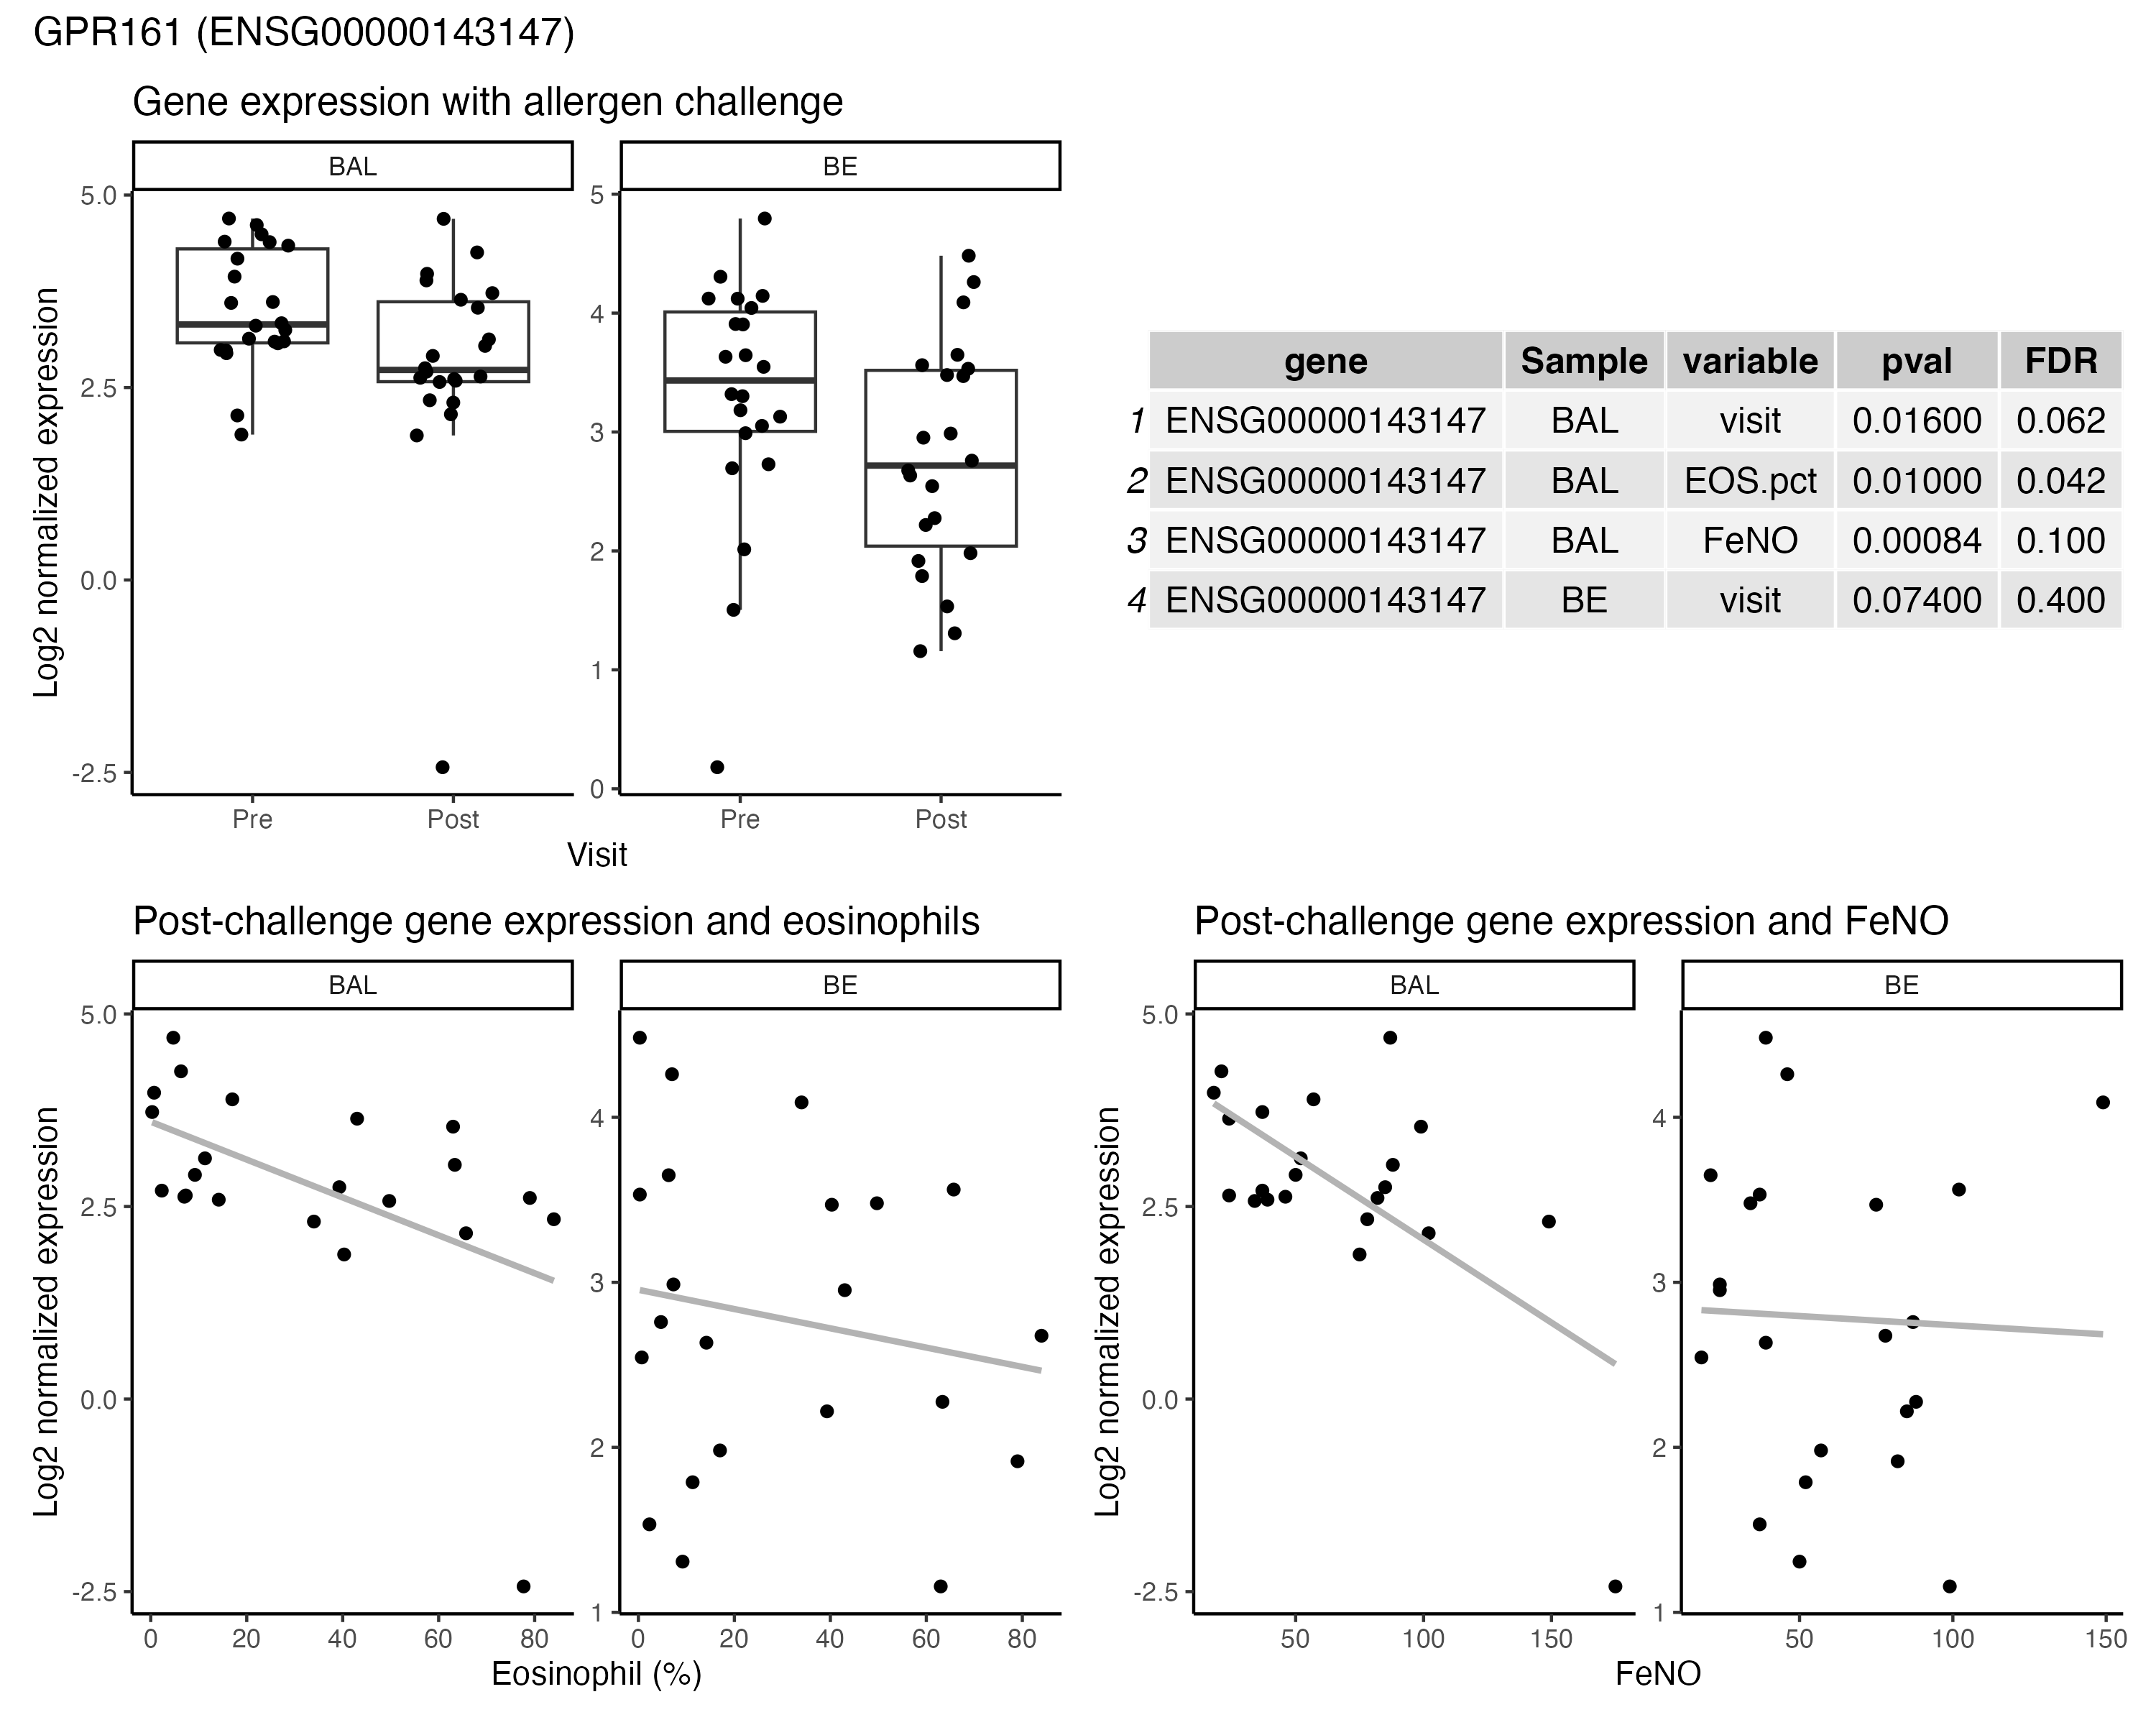 GPR161 (ENSG00000143147)
Gene expression with allergen challenge
BAL
BE
Log2 normalized expression
5.0
2.5
0.0
-2.5
5
4
3
2
1
0
Pre
Post
Pre
Post
Visit
gene Sample variable pval FDR
1 ENSG00000143147 BAL visit 0.01600 0.062
2 ENSG00000143147 BAL EOS.pct 0.01000 0.042
3 ENSG00000143147 BAL FeNO 0.00084 0.100
4 ENSG00000143147 BE visit 0.07400 0.400
Post-challenge gene expression and eosinophils
BAL
BE
Log2 normalized expression
5.0
2.5
0.0
-2.5
4
3
2
1
0 20 40 60 80
0 20 40 60 80
Eosinophil (%)
Post-challenge gene expression and FeNO
BAL
BE
Log2 normalized expression
5.0
2.5
0.0
-2.5
4
3
2
1
50 100 150
50 100 150
FeNO